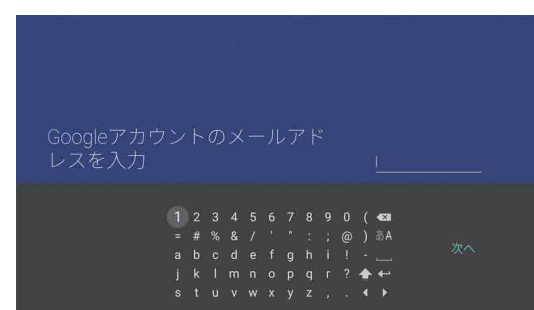 Googleアカウントのメールアド
レスを入力
1 2 3 4 5 6 7 8 9 0 (
= # % & / ' " : ; @ ) あA
a b c d e f g h i ! -
次へ
j k l m n o p q r ?
s t u v w x y z , .